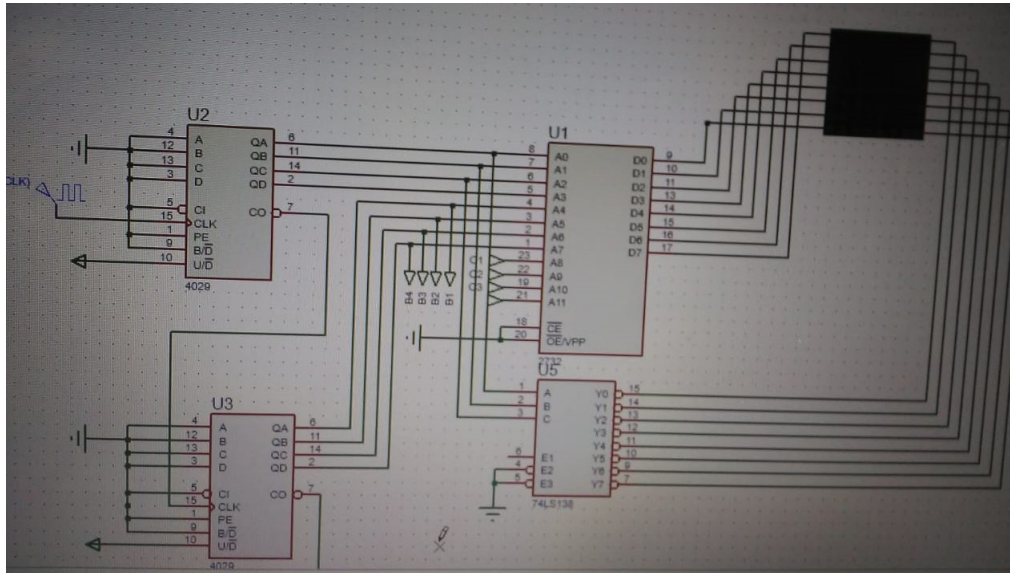 U2
4 A QA 6
12 B QB 11
13 C QC 14
3 D QD 2
5 CI CO 7
15 CLK
1 PE
9 B/D
10 U/D
4029
CLK)
U1
8 A0 D0 9
7 A1 D1 10
6 A2 D2 11
5 A3 D3 13
4 A4 D4 14
3 A5 D5 15
2 A6 D6 16
1 A7 D7 17
C1 23 A8
C2 22 A9
C3 19 A10
21 A11
18 CE
20 OE/VPP
2732
B4 B3 B2 B1
U5
1 A Y0 15
2 B Y1 14
3 C Y2 13
Y3 12
Y4 11
6 E1 Y5 10
4 E2 Y6 9
5 E3 Y7 7
74LS138
U3
4 A QA 6
12 B QB 11
13 C QC 14
3 D QD 2
5 CI CO 7
15 CLK
1 PE
9 B/D
10 U/D
4029